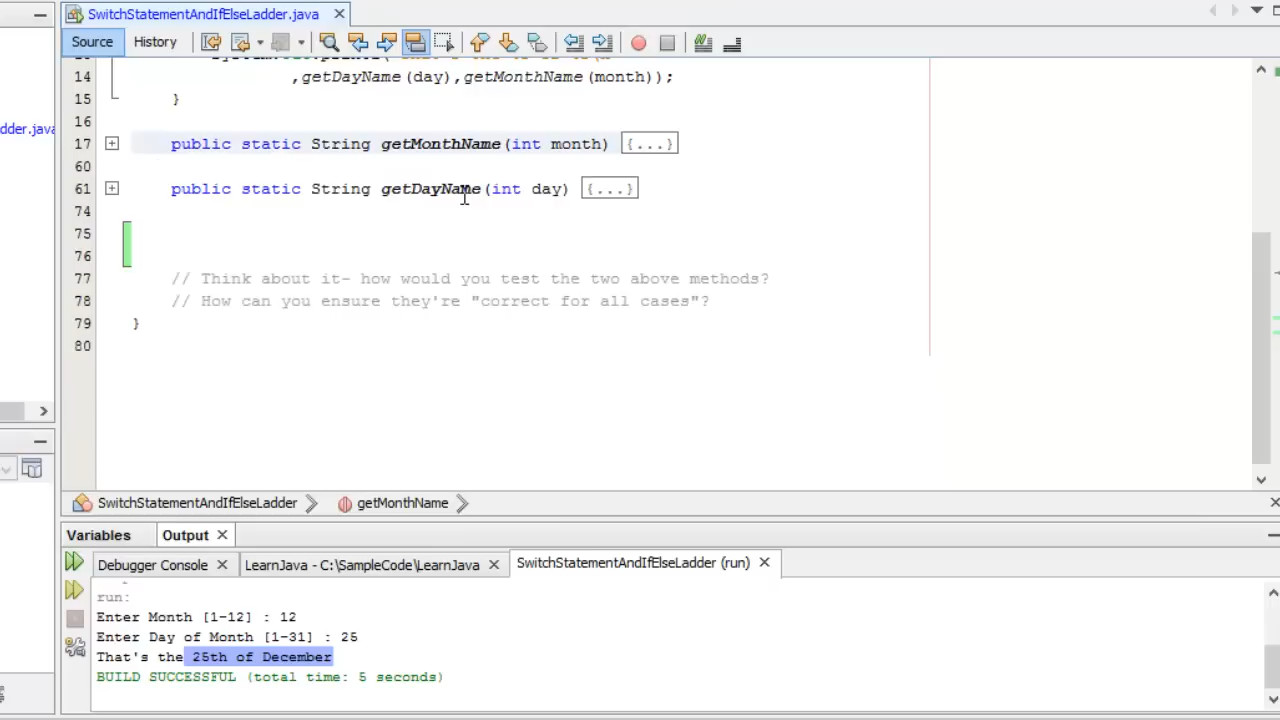 SwitchStatementAndIfElseLadder.java
Source History
14 ,getDayName(day),getMonthName(month));
15 }
16
dder.java
17 public static String getMonthName(int month) {...}
60
61 public static String getDayName(int day) {...}
74
75
76
77 // Think about it- how would you test the two above methods?
78 // How can you ensure they're "correct for all cases"?
79 }
80
SwitchStatementAndIfElseLadder getMonthName
Variables Output
Debugger Console LearnJava - C:\SampleCode\LearnJava SwitchStatementAndIfElseLadder (run)
run:
Enter Month [1-12] : 12
Enter Day of Month [1-31] : 25
That's the 25th of December
BUILD SUCCESSFUL (total time: 5 seconds)